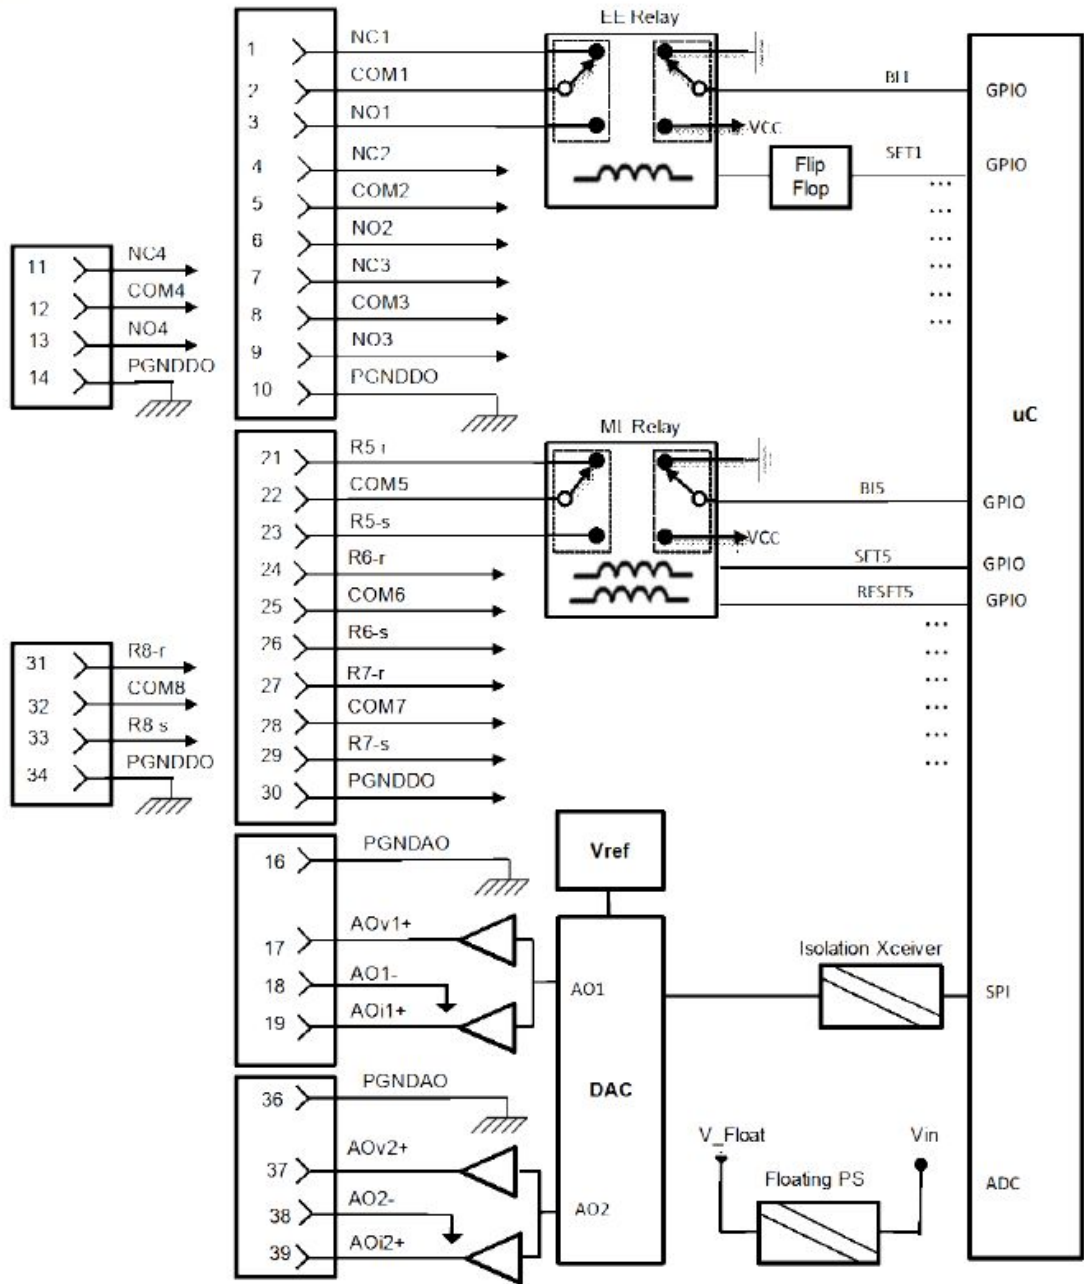 EE Relay
1 NC1
2 COM1
3 NO1
4 NC2
5 COM2
6 NO2
7 NC3
8 COM3
9 NO3
10 PGNDDO
BI1 GPIO
VCC
Flip
Flop
SET1 GPIO
...
...
...
...
...
...
11 NC4
12 COM4
13 NO4
14 PGNDDO
uC
ML Relay
21 R5 r
22 COM5
23 R5-s
24 R6-r
25 COM6
26 R6-s
27 R7-r
28 COM7
29 R7-s
30 PGNDDO
BI5 GPIO
VCC
SET5 GPIO
RESET5 GPIO
...
...
...
...
...
...
31 R8-r
32 COM8
33 R8 s
34 PGNDDO
16 PGNDAO
17 AOv1+
18 AO1-
19 AOi1+
Vref
AO1
DAC
AO2
Isolation Xceiver
SPI
36 PGNDAO
37 AOv2+
38 AO2-
39 AOi2+
V_Float
Vin
Floating PS
ADC